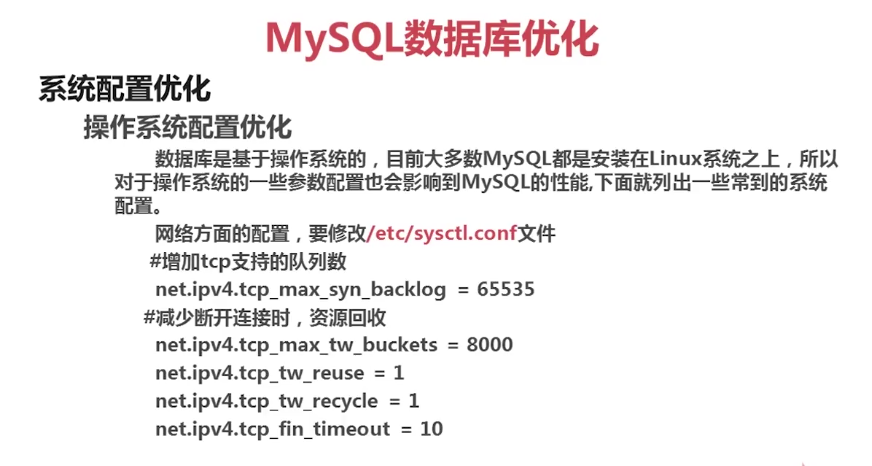 MySQL数据库优化
系统配置优化
操作系统配置优化
数据库是基于操作系统的，目前大多数MySQL都是安装在Linux系统之上，所以
对于操作系统的一些参数配置也会影响到MySQL的性能,下面就列出一些常到的系统
配置。
网络方面的配置，要修改/etc/sysctl.conf文件
#增加tcp支持的队列数
net.ipv4.tcp_max_syn_backlog = 65535
#减少断开连接时，资源回收
net.ipv4.tcp_max_tw_buckets = 8000
net.ipv4.tcp_tw_reuse = 1
net.ipv4.tcp_tw_recycle = 1
net.ipv4.tcp_fin_timeout = 10